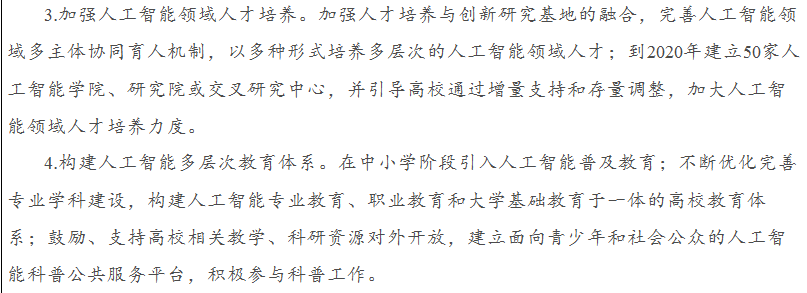 3.加强人工智能领域人才培养。加强人才培养与创新研究基地的融合，完善人工智能领
域多主体协同育人机制，以多种形式培养多层次的人工智能领域人才；到2020年建立50家人
工智能学院、研究院或交叉研究中心，并引导高校通过增量支持和存量调整，加大人工智
能领域人才培养力度。
4.构建人工智能多层次教育体系。在中小学阶段引入人工智能普及教育；不断优化完善
专业学科建设，构建人工智能专业教育、职业教育和大学基础教育于一体的高校教育体
系；鼓励、支持高校相关教学、科研资源对外开放，建立面向青少年和社会公众的人工智
能科普公共服务平台，积极参与科普工作。